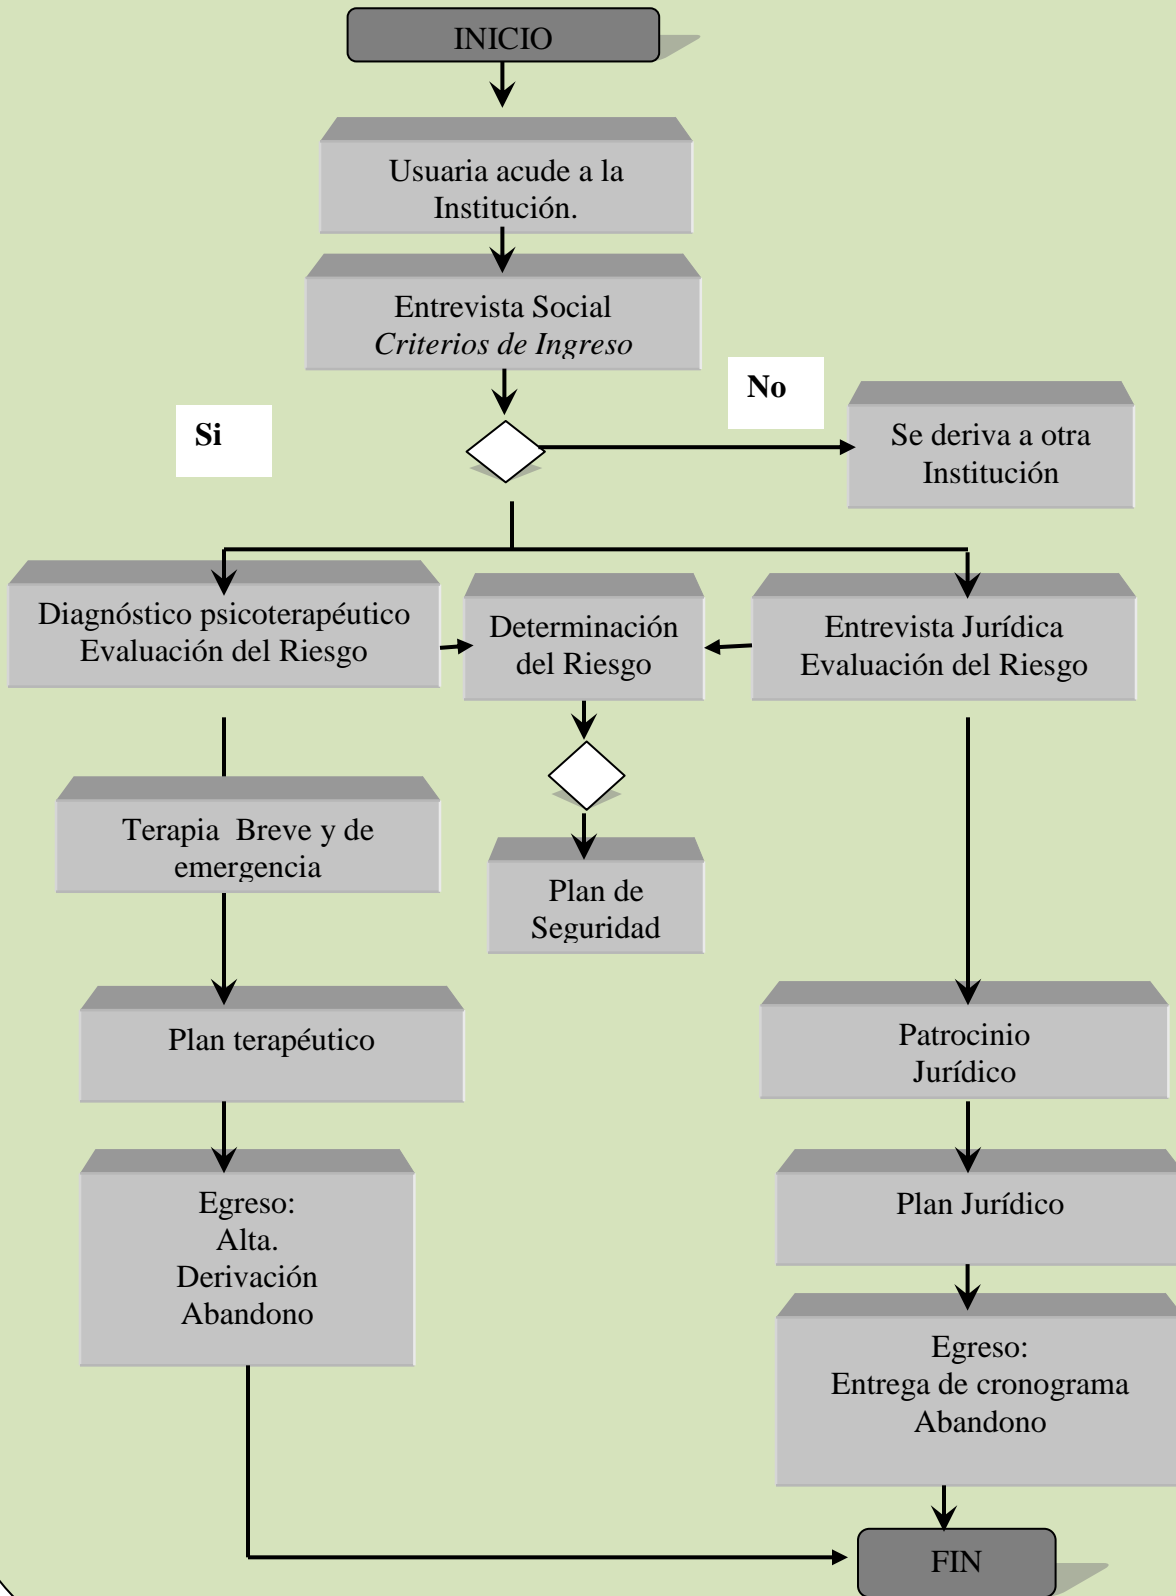 INICIO
Usuaria acude a la
Institución.
Entrevista Social
Criterios de Ingreso
No
Si
Se deriva a otra
Institución
Diagnóstico psicoterapéutico
Evaluación del Riesgo
Determinación
del Riesgo
Entrevista Jurídica
Evaluación del Riesgo
Terapia  Breve y de
emergencia
Plan de
Seguridad
Plan terapéutico
Patrocinio
Jurídico
Egreso:
Alta.
Derivación
Abandono
Plan Jurídico
Egreso:
Entrega de cronograma
Abandono
FIN